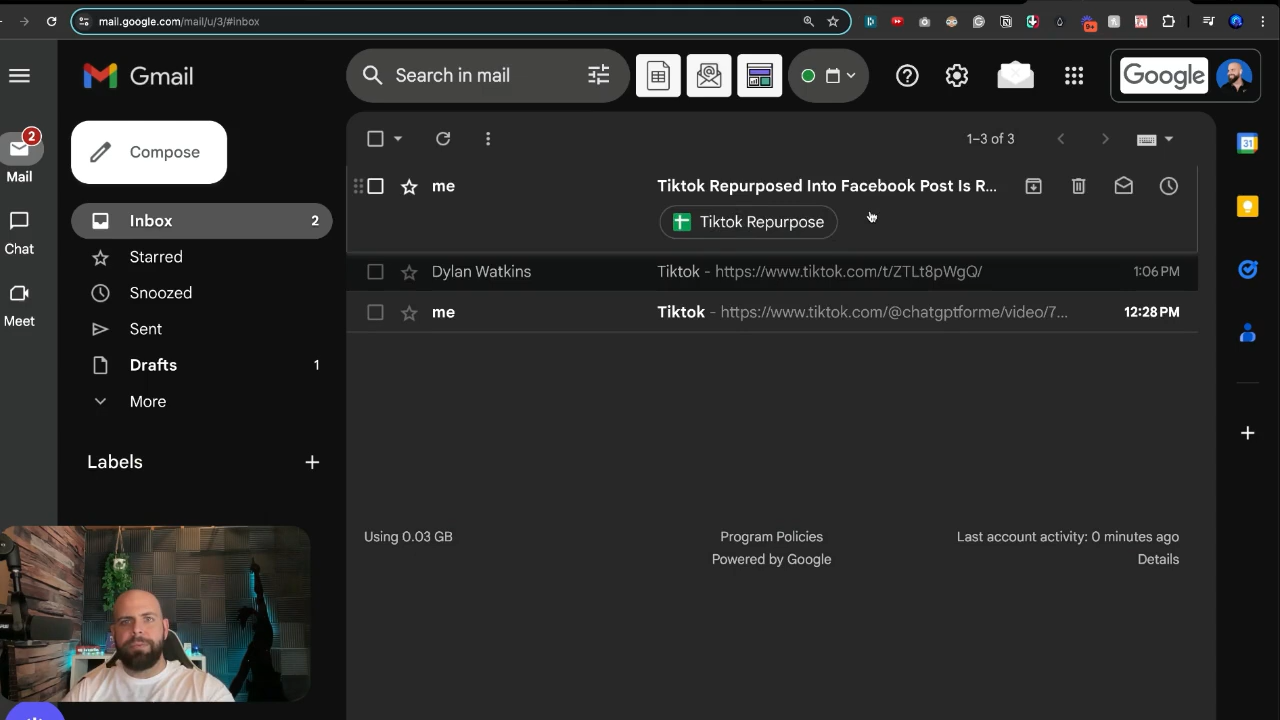 mail.google.com/mail/u/3/#inbox
9+
Gmail
Search in mail
Google
2
Mail
Chat
Meet
Compose
Inbox 2
Starred
Snoozed
Sent
Drafts 1
More
Labels
1–3 of 3
me Tiktok Repurposed Into Facebook Post Is R...
Tiktok Repurpose
Dylan Watkins Tiktok - https://www.tiktok.com/t/ZTLt8pWgQ/ 1:06 PM
me Tiktok - https://www.tiktok.com/@chatgptforme/video/7... 12:28 PM
31
Using 0.03 GB
Program Policies
Powered by Google
Last account activity: 0 minutes ago
Details